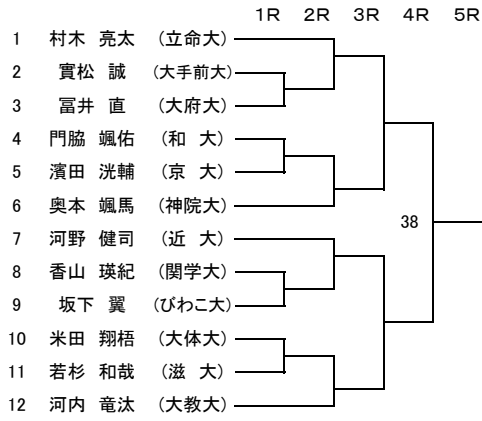 1R 2R 3R 4R 5R
1 村木 亮太 (立命大)
2 實松 誠 (大手前大)
3 冨井 直 (大府大)
4 門脇 颯佑 (和 大)
5 濱田 洸輔 (京 大)
6 奥本 颯馬 (神院大)
38
7 河野 健司 (近 大)
8 香山 瑛紀 (関学大)
9 坂下 翼 (びわこ大)
10 米田 翔梧 (大体大)
11 若杉 和哉 (滋 大)
12 河内 竜汰 (大教大)